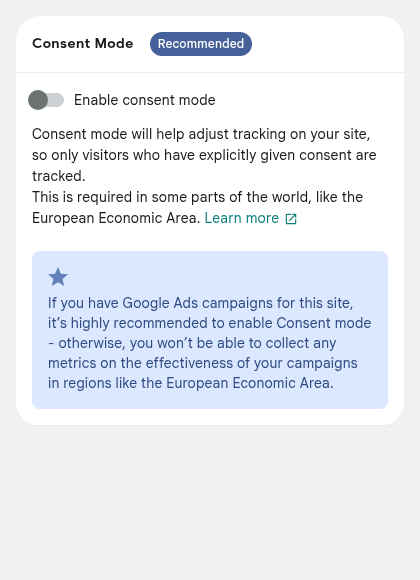 Consent Mode Recommended
Enable consent mode
Consent mode will help adjust tracking on your site,
so only visitors who have explicitly given consent are
tracked.
This is required in some parts of the world, like the
European Economic Area. Learn more
If you have Google Ads campaigns for this site,
it’s highly recommended to enable Consent mode
- otherwise, you won’t be able to collect any
metrics on the effectiveness of your campaigns
in regions like the European Economic Area.